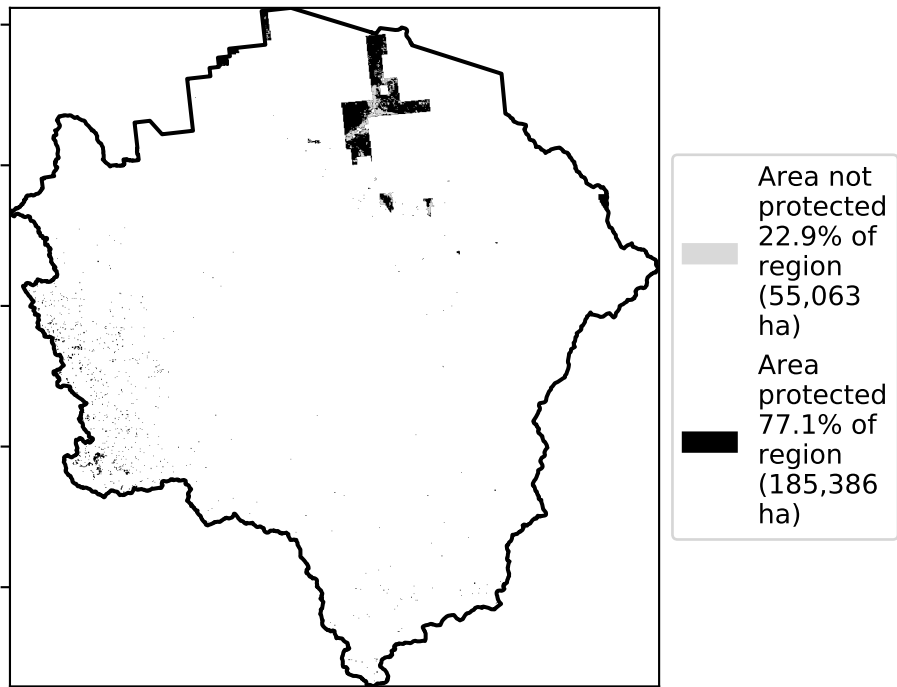 Area not
protected
22.9% of
region
(55,063
ha)
Area
protected
77.1% of
region
(185,386
ha)